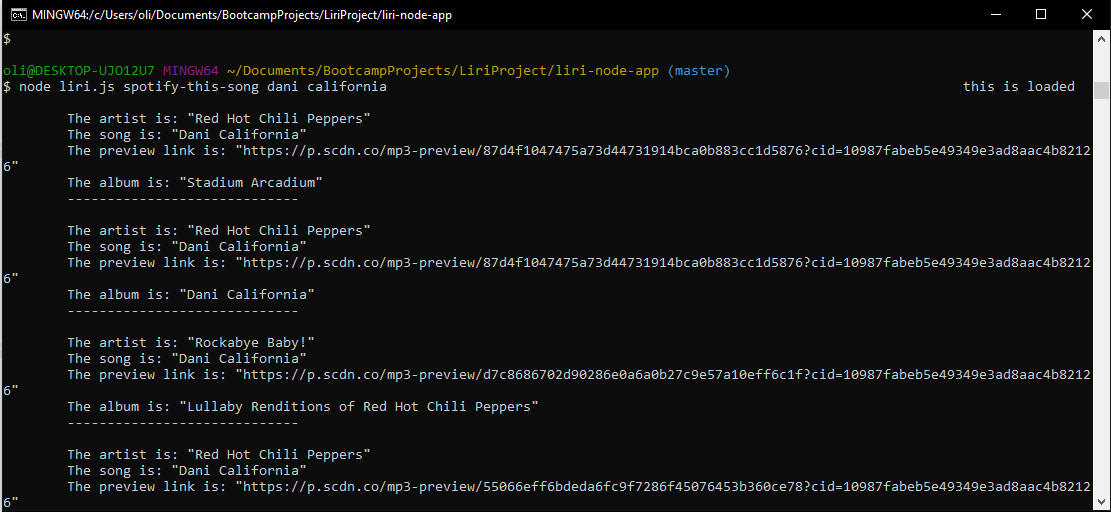 MINGW64:/c/Users/oli/Documents/BootcampProjects/LiriProject/liri-node-app
$
oli@DESKTOP-UJO12U7 MINGW64 ~/Documents/BootcampProjects/LiriProject/liri-node-app (master)
$ node liri.js spotify-this-song dani california this is loaded
The artist is: "Red Hot Chili Peppers"
The song is: "Dani California"
The preview link is: "https://p.scdn.co/mp3-preview/87d4f1047475a73d44731914bca0b883cc1d5876?cid=10987fabeb5e49349e3ad8aac4b8212
6"
The album is: "Stadium Arcadium"
-----------------------------
The artist is: "Red Hot Chili Peppers"
The song is: "Dani California"
The preview link is: "https://p.scdn.co/mp3-preview/87d4f1047475a73d44731914bca0b883cc1d5876?cid=10987fabeb5e49349e3ad8aac4b8212
6"
The album is: "Dani California"
-----------------------------
The artist is: "Rockabye Baby!"
The song is: "Dani California"
The preview link is: "https://p.scdn.co/mp3-preview/d7c8686702d90286e0a6a0b27c9e57a10eff6c1f?cid=10987fabeb5e49349e3ad8aac4b8212
6"
The album is: "Lullaby Renditions of Red Hot Chili Peppers"
-----------------------------
The artist is: "Red Hot Chili Peppers"
The song is: "Dani California"
The preview link is: "https://p.scdn.co/mp3-preview/55066eff6bdeda6fc9f7286f45076453b360ce78?cid=10987fabeb5e49349e3ad8aac4b8212
6"